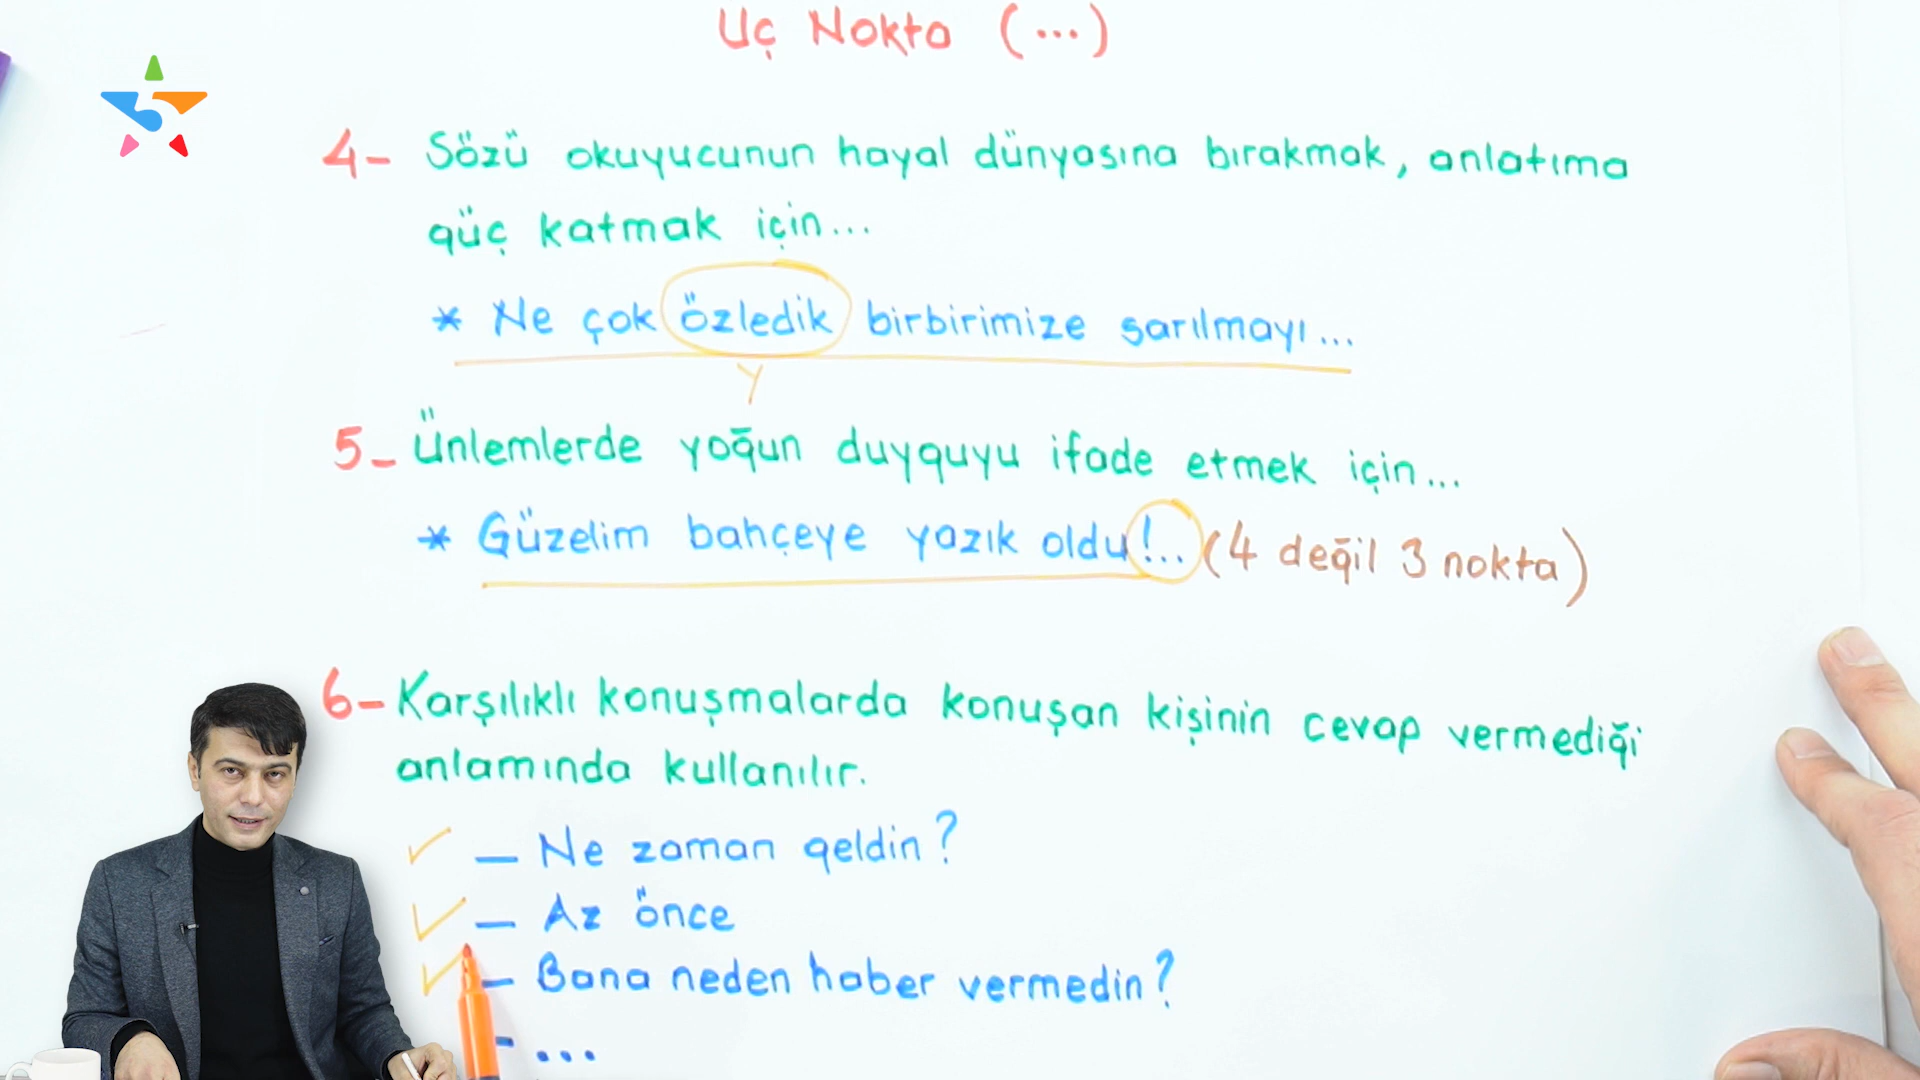 Üç Nokta (...)
4- Sözü okuyucunun hayal dünyasına bırakmak, anlatıma
güç katmak için...
* Ne çok özledik birbirimize sarılmayı...
Y
5- Ünlemlerde yoğun duyguyu ifade etmek için...
* Güzelim bahçeye yazık oldu!.. (4 değil 3 nokta)
6- Karşılıklı konuşmalarda konuşan kişinin cevap vermediği
anlamında kullanılır.
– Ne zaman geldin?
– Az önce
– Bana neden haber vermedin?
- ...